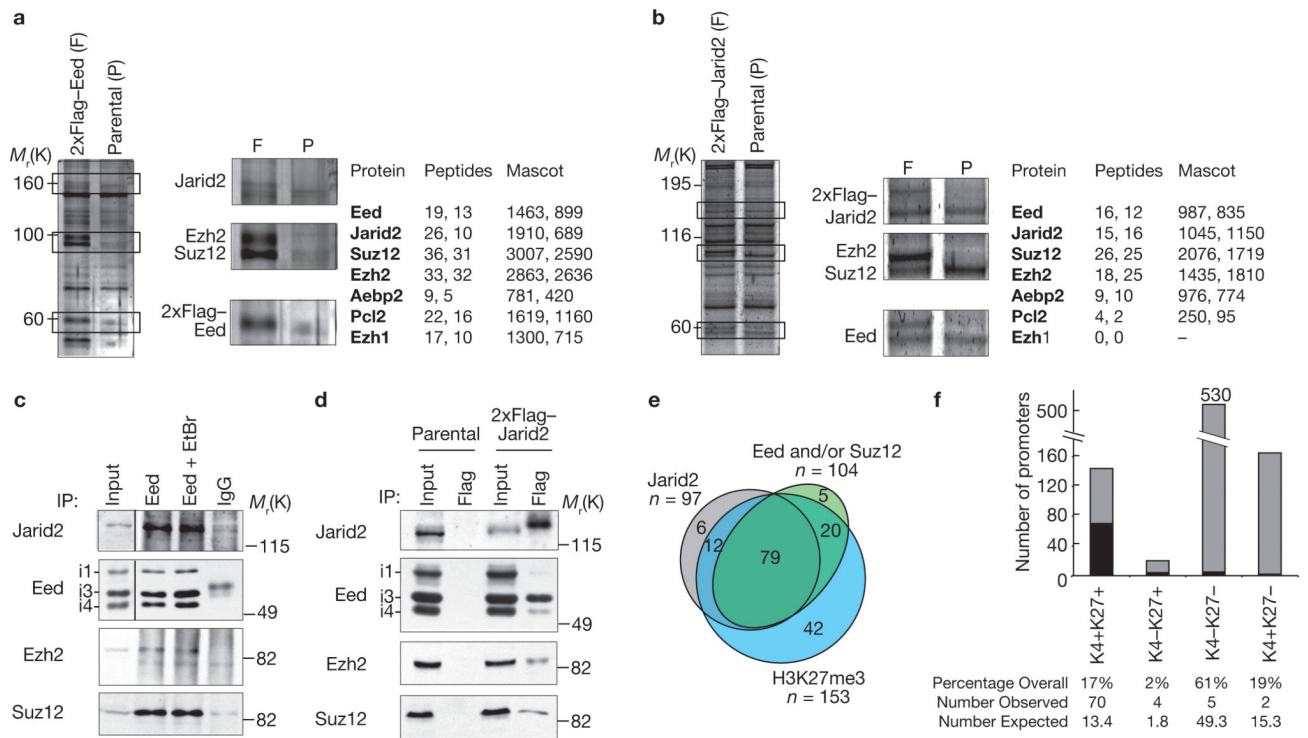 a
2xFlag–Eed (F)
Parental (P)
Mr(K)
160
100
60
F P
Jarid2
Ezh2
Suz12
2xFlag–
Eed
Protein Peptides Mascot
Eed 19, 13 1463, 899
Jarid2 26, 10 1910, 689
Suz12 36, 31 3007, 2590
Ezh2 33, 32 2863, 2636
Aebp2 9, 5 781, 420
Pcl2 22, 16 1619, 1160
Ezh1 17, 10 1300, 715
b
2xFlag–Jarid2 (F)
Parental (P)
Mr(K)
195
116
60
F P
2xFlag–
Jarid2
Ezh2
Suz12
Eed
Protein Peptides Mascot
Eed 16, 12 987, 835
Jarid2 15, 16 1045, 1150
Suz12 26, 25 2076, 1719
Ezh2 18, 25 1435, 1810
Aebp2 9, 10 976, 774
Pcl2 4, 2 250, 95
Ezh1 0, 0 –
c
IP:
Input
Eed
Eed + EtBr
IgG
Mr(K)
Jarid2
115
Eed
i1
i3
i4
49
Ezh2
82
Suz12
82
d
Parental
2xFlag–
Jarid2
IP:
Input
Flag
Input
Flag
Mr(K)
Jarid2
115
Eed
i1
i3
i4
49
Ezh2
82
Suz12
82
e
Eed and/or Suz12
n = 104
Jarid2
n = 97
5
6
20
12
79
42
H3K27me3
n = 153
f
Number of promoters
530
500
160
120
80
40
0
K4+K27+
K4–K27+
K4–K27–
K4+K27–
Percentage Overall 17% 2% 61% 19%
Number Observed 70 4 5 2
Number Expected 13.4 1.8 49.3 15.3